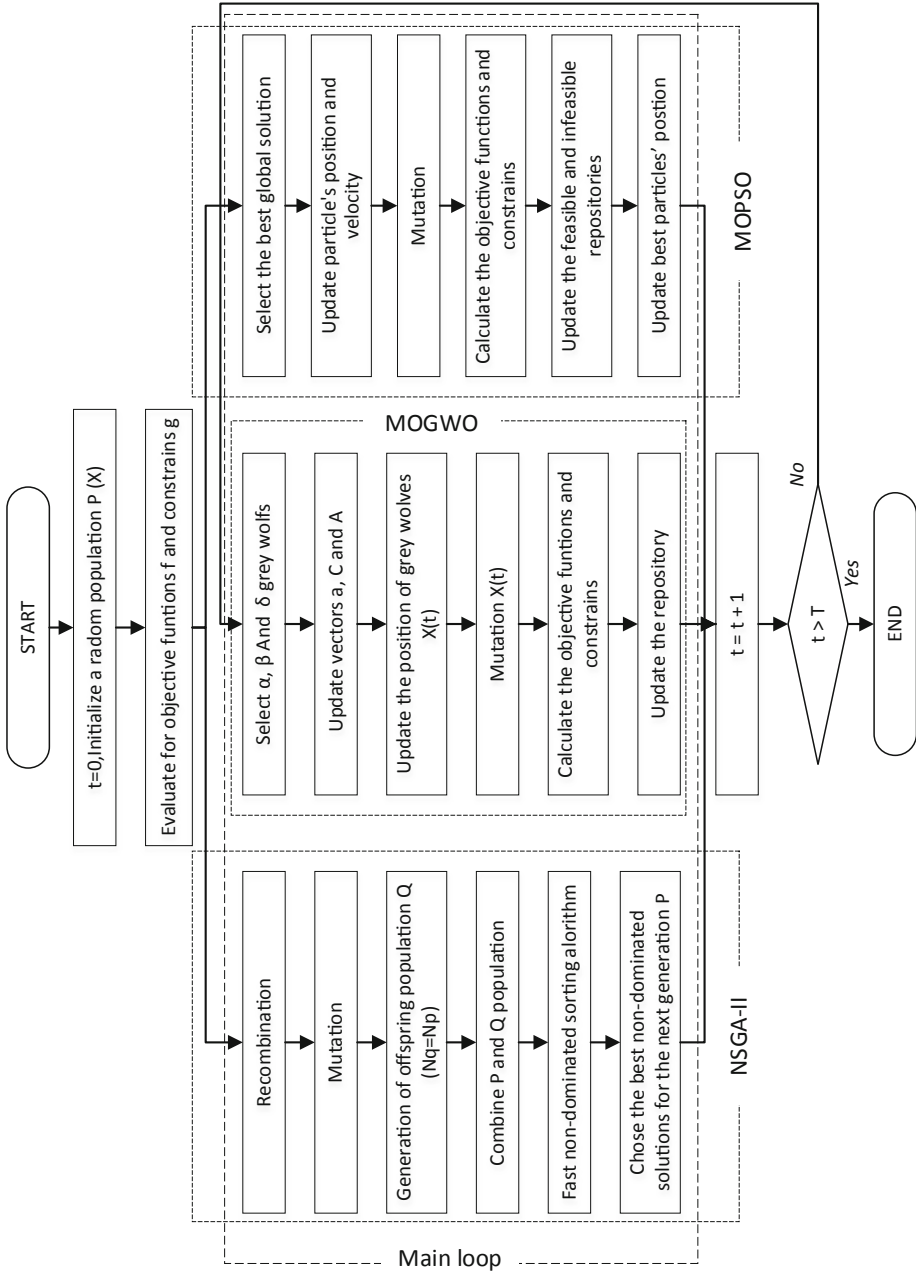 START
t=0,Initialize a radom population P (X)
Evaluate for objective funtions f and constrains g
Main loop
NSGA-II
Recombination
Mutation
Generation of offspring population Q
(Nq=Np)
Combine P and Q population
Fast non-dominated sorting algorithm
Chose the best non-dominated
solutions for the next generation P
MOGWO
Select α, β And δ grey wolfs
Update vectors a, C and A
Update the position of grey wolves
X(t)
Mutation X(t)
Calculate the objective funtions and
constrains
Update the repository
MOPSO
Select the best global solution
Update particle's position and
velocity
Mutation
Calculate the objective functions and
constrains
Update the feasible and infeasible
repositories
Update best particles’ postion
t = t + 1
t > T
No
Yes
END